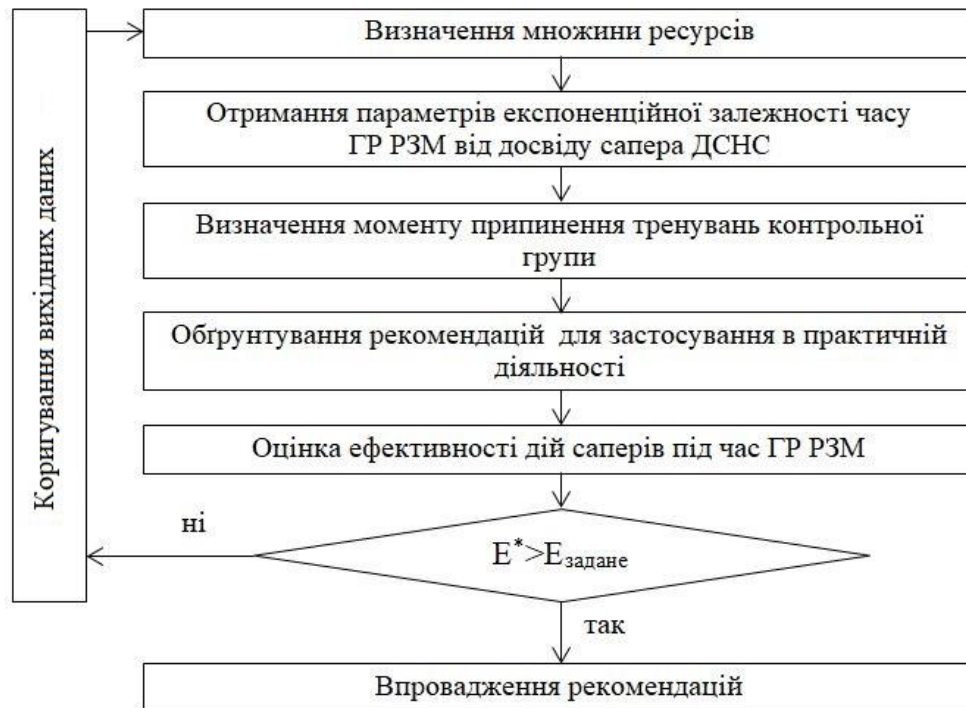 Коригування вихідних даних
Визначення множини ресурсів
Отримання параметрів експоненційної залежності часу
ГР РЗМ від досвіду сапера ДСНС
Визначення моменту припинення тренувань контрольної
групи
Обґрунтування рекомендацій для застосування в практичній
діяльності
Оцінка ефективності дій саперів під час ГР РЗМ
ні
E*>Eзадане
так
Впровадження рекомендацій